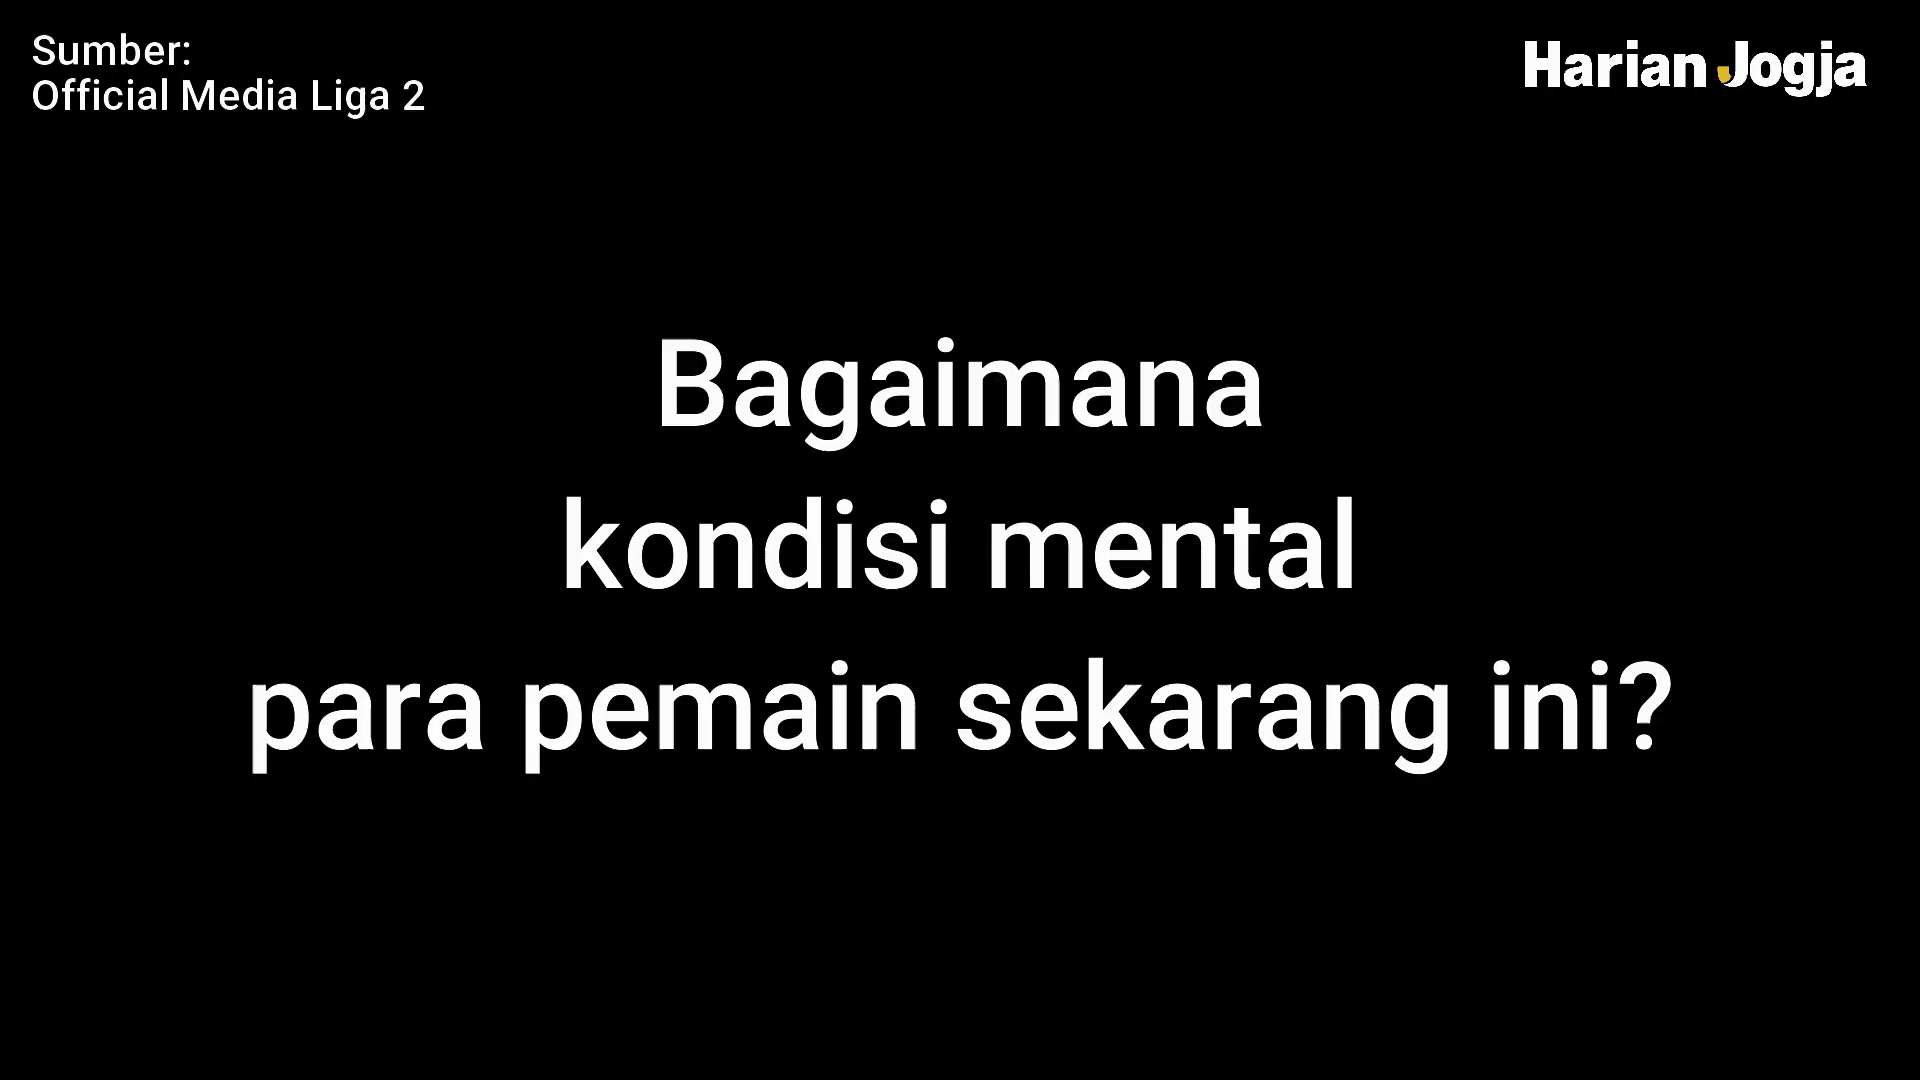 Sumber:
Official Media Liga 2
Harian Jogja
Bagaimana
kondisi mental
para pemain sekarang ini?